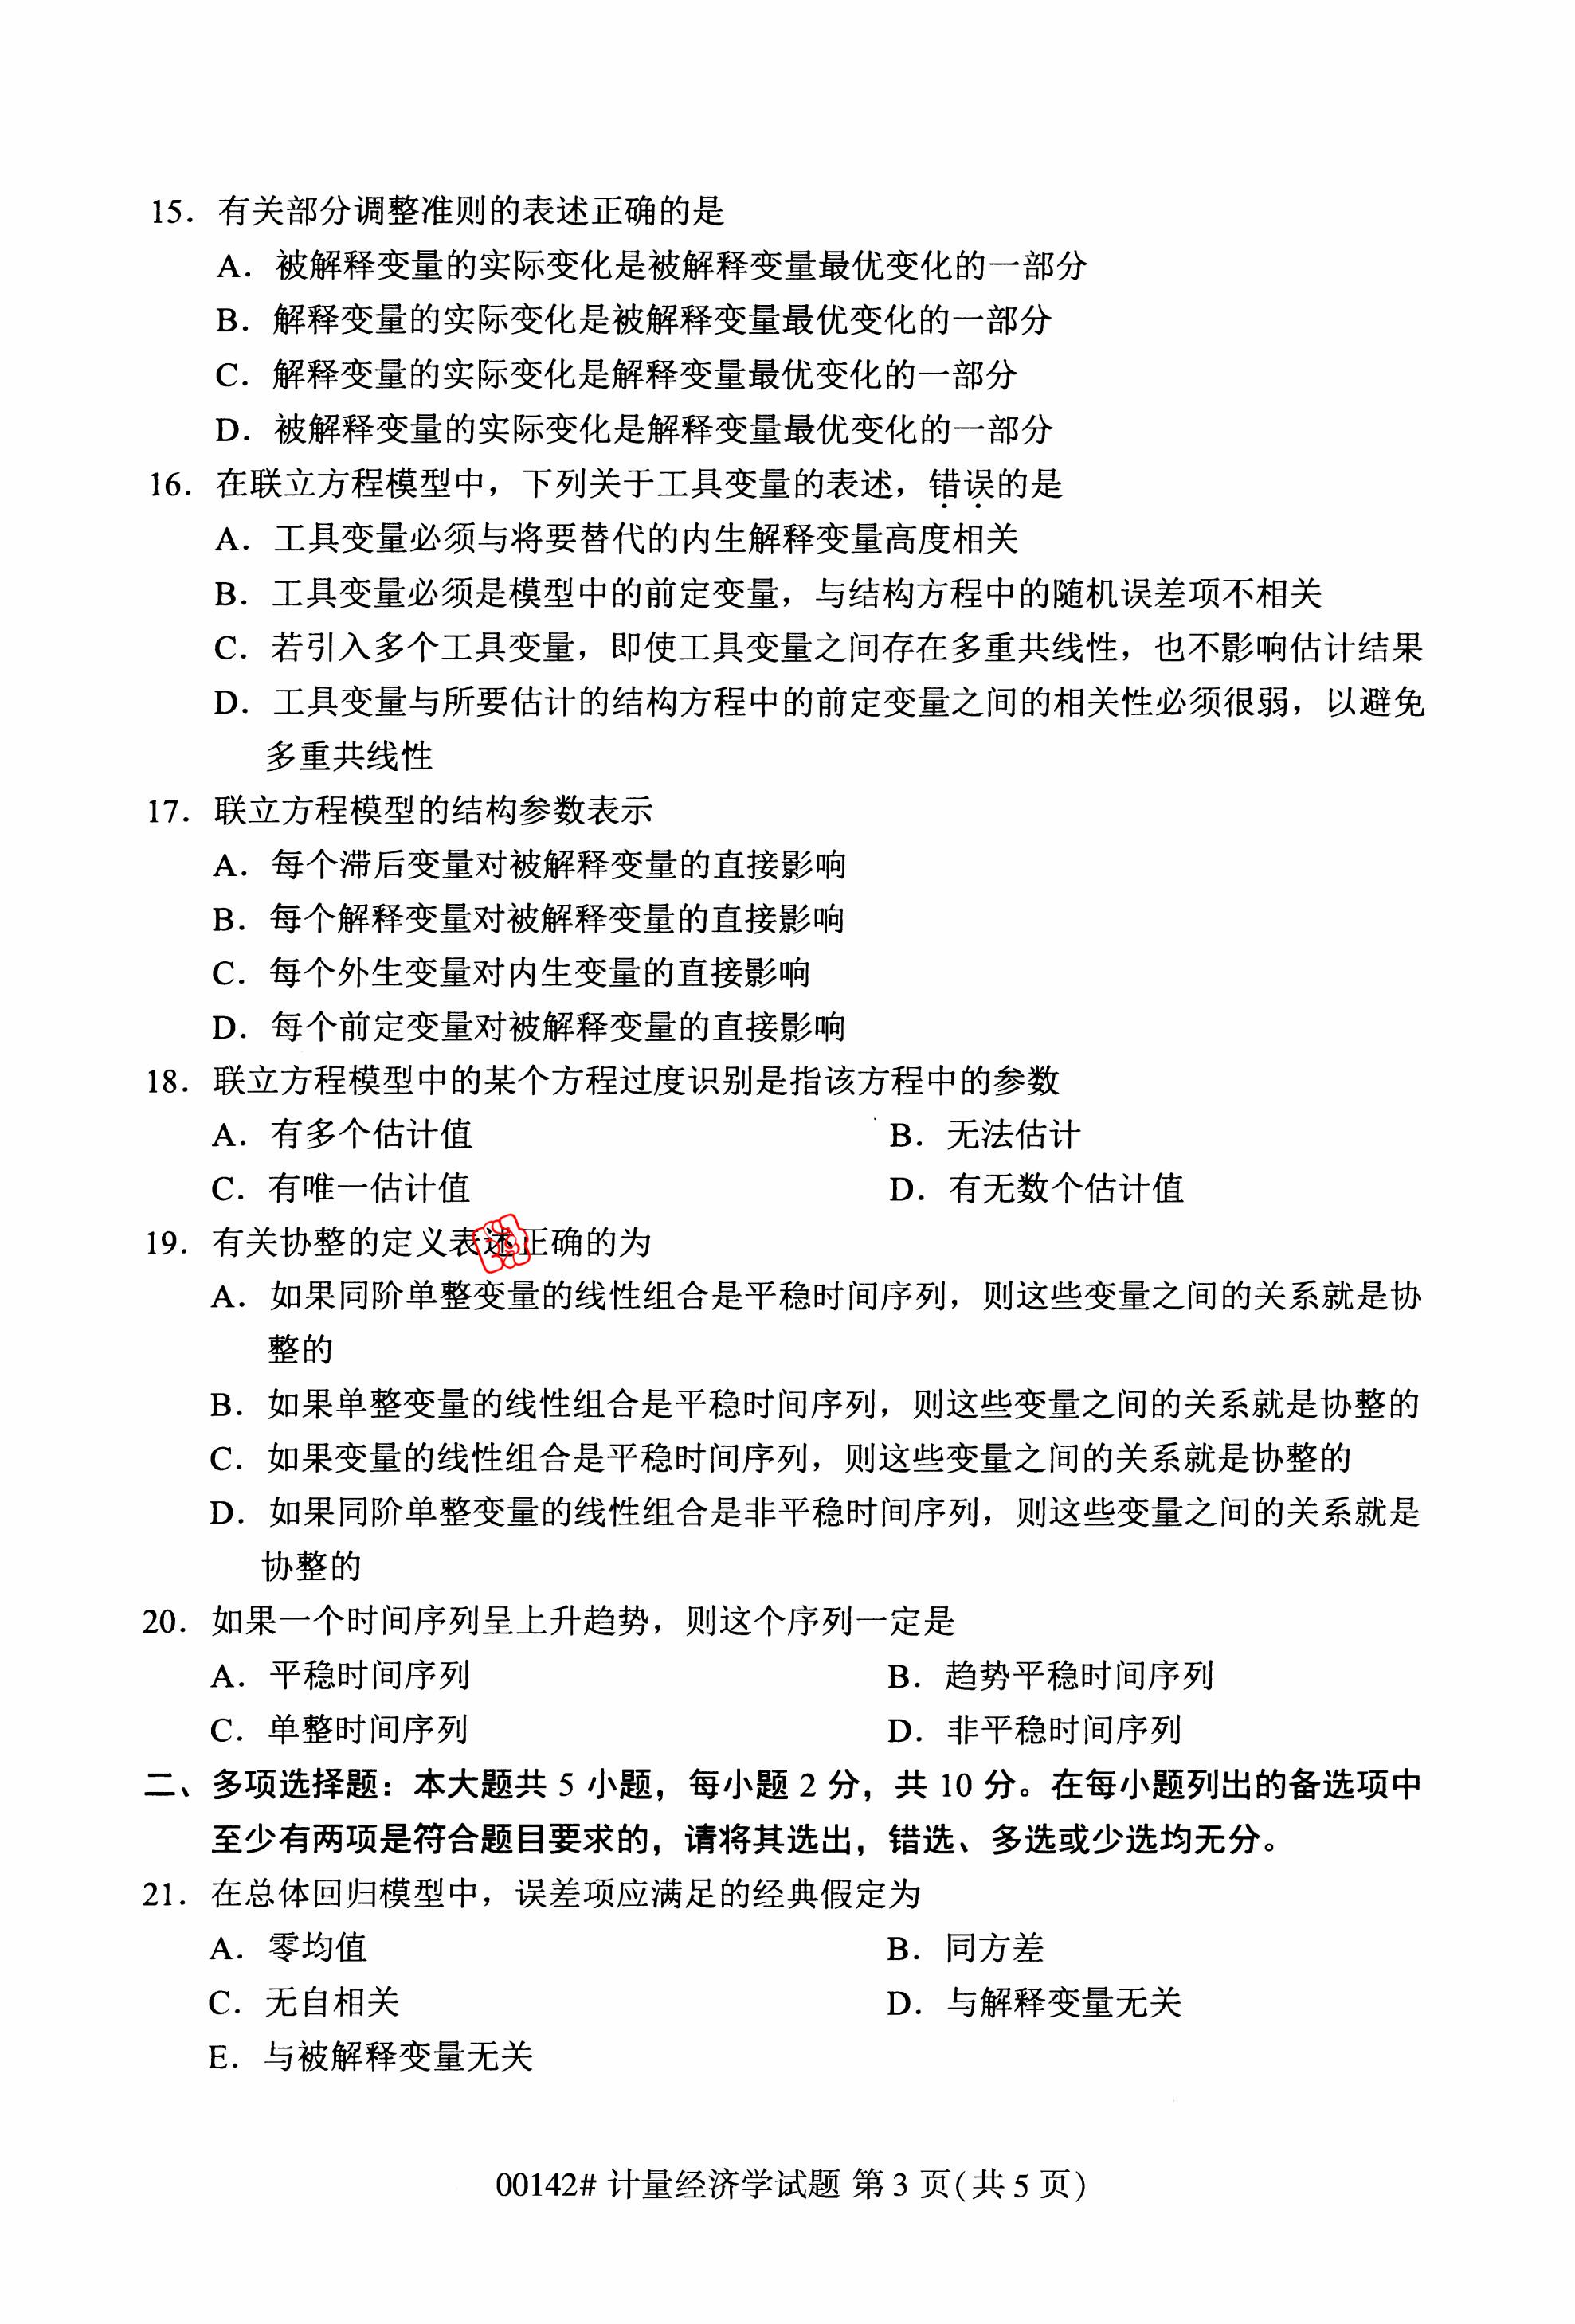 15. 有关部分调整准则的表述正确的是
A. 被解释变量的实际变化是被解释变量最优变化的一部分
B. 解释变量的实际变化是被解释变量最优变化的一部分
C. 解释变量的实际变化是解释变量最优变化的一部分
D. 被解释变量的实际变化是解释变量最优变化的一部分
16. 在联立方程模型中，下列关于工具变量的表述，错误的是
A. 工具变量必须与将要替代的内生解释变量高度相关
B. 工具变量必须是模型中的前定变量，与结构方程中的随机误差项不相关
C. 若引入多个工具变量，即使工具变量之间存在多重共线性，也不影响估计结果
D. 工具变量与所要估计的结构方程中的前定变量之间的相关性必须很弱，以避免
多重共线性
17. 联立方程模型的结构参数表示
A. 每个滞后变量对被解释变量的直接影响
B. 每个解释变量对被解释变量的直接影响
C. 每个外生变量对内生变量的直接影响
D. 每个前定变量对被解释变量的直接影响
18. 联立方程模型中的某个方程过度识别是指该方程中的参数
A. 有多个估计值 B. 无法估计
C. 有唯一估计值 D. 有无数个估计值
19. 有关协整的定义表述正确的为
A. 如果同阶单整变量的线性组合是平稳时间序列，则这些变量之间的关系就是协
整的
B. 如果单整变量的线性组合是平稳时间序列，则这些变量之间的关系就是协整的
C. 如果变量的线性组合是平稳时间序列，则这些变量之间的关系就是协整的
D. 如果同阶单整变量的线性组合是非平稳时间序列，则这些变量之间的关系就是
协整的
20. 如果一个时间序列呈上升趋势，则这个序列一定是
A. 平稳时间序列 B. 趋势平稳时间序列
C. 单整时间序列 D. 非平稳时间序列
二、多项选择题：本大题共 5 小题，每小题 2 分，共 10 分。在每小题列出的备选项中
至少有两项是符合题目要求的，请将其选出，错选、多选或少选均无分。
21. 在总体回归模型中，误差项应满足的经典假定为
A. 零均值 B. 同方差
C. 无自相关 D. 与解释变量无关
E. 与被解释变量无关
00142# 计量经济学试题 第 3 页(共 5 页)